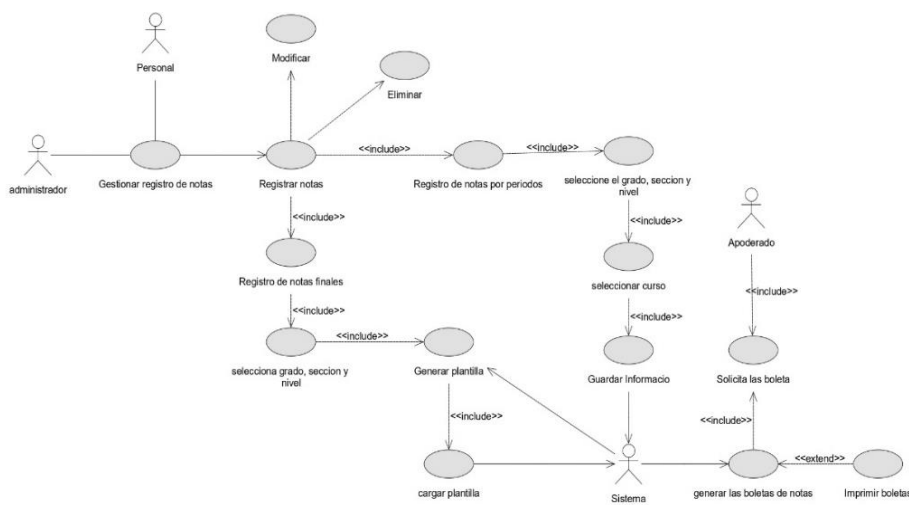 Personal
Modificar
Eliminar
administrador
Gestionar registro de notas
Registrar notas
<<include>>
Registro de notas por periodos
<<include>>
seleccione el grado, seccion y
nivel
<<include>>
Registro de notas finales
<<include>>
seleccionar curso
Apoderado
<<include>>
<<include>>
selecciona grado, seccion y
nivel
<<include>>
Generar plantilla
<<include>>
Guardar Informacio
Solicita las boleta
<<include>>
<<include>>
cargar plantilla
Sistema
generar las boletas de notas
<<extend>>
Imprimir boletas